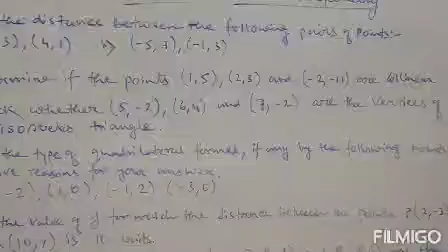 the distance between the following pairs of points:-
3), (4,1) b) (-5,7), (-1,3)
rmine if the points (1,5), (2,3) and (-2,-11) are collinear
ck whether (5,-2), (6,4) and (7,-2) are the vertices of
isosceles triangle.
the type of quadrilateral formed, if any by the following points
ve reasons for your answer.
-2), (1,0), (-1,2) (-3,0)
the value of y for which the distance between the points P(2,-3
(10,y) is 10 units.
FILMIGO